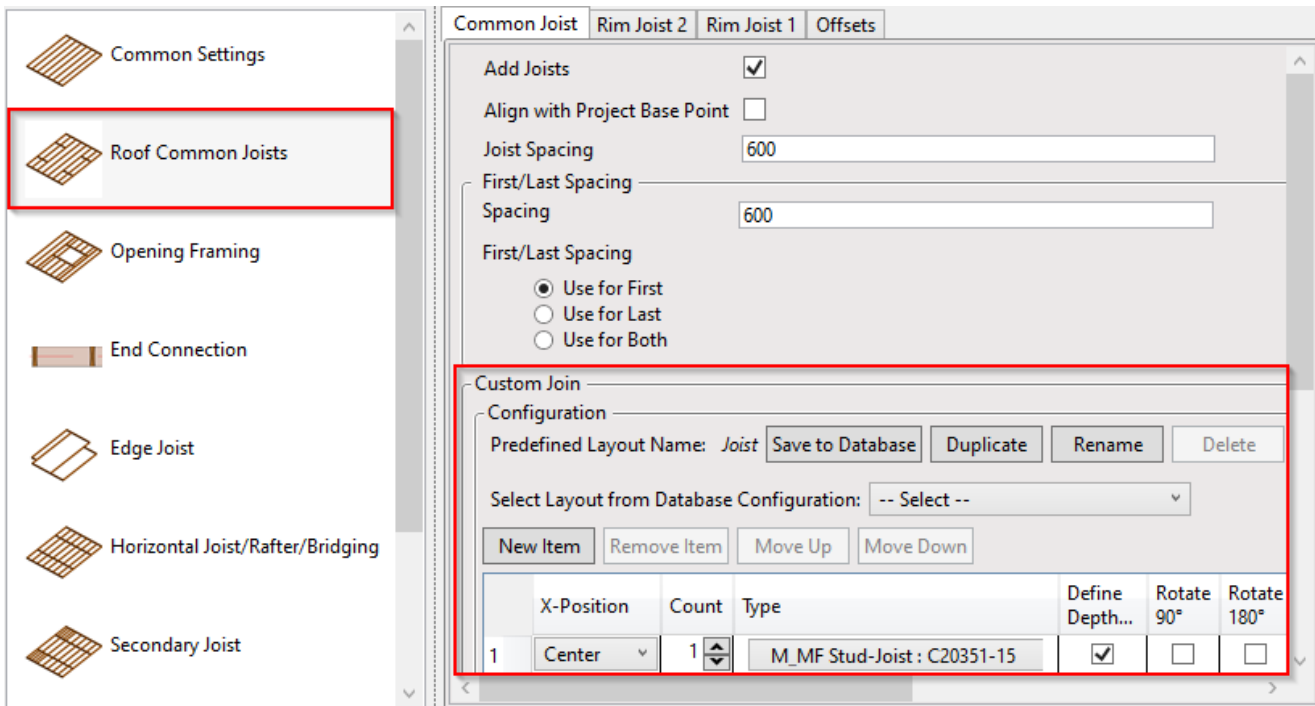 Common Settings
Roof Common Joists
Opening Framing
End Connection
Edge Joist
Horizontal Joist/Rafter/Bridging
Secondary Joist
Common Joist Rim Joist 2 Rim Joist 1 Offsets
Add Joists
Align with Project Base Point
Joist Spacing 600
First/Last Spacing
Spacing 600
First/Last Spacing
Use for First
Use for Last
Use for Both
Custom Join
Configuration
Predefined Layout Name: Joist Save to Database Duplicate Rename Delete
Select Layout from Database Configuration: -- Select --
New Item Remove Item Move Up Move Down
X-Position Count Type Define Depth... Rotate 90° Rotate 180°
1 Center 1 M_MF Stud-Joist : C20351-15